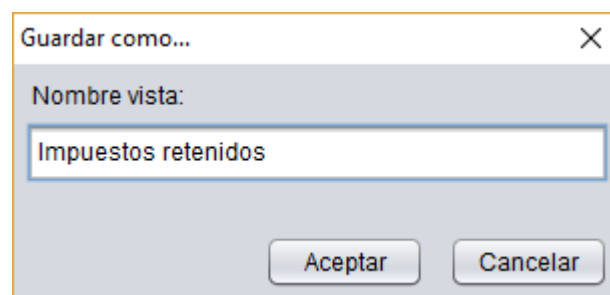 Guardar como...
Nombre vista:
Impuestos retenidos
Aceptar Cancelar